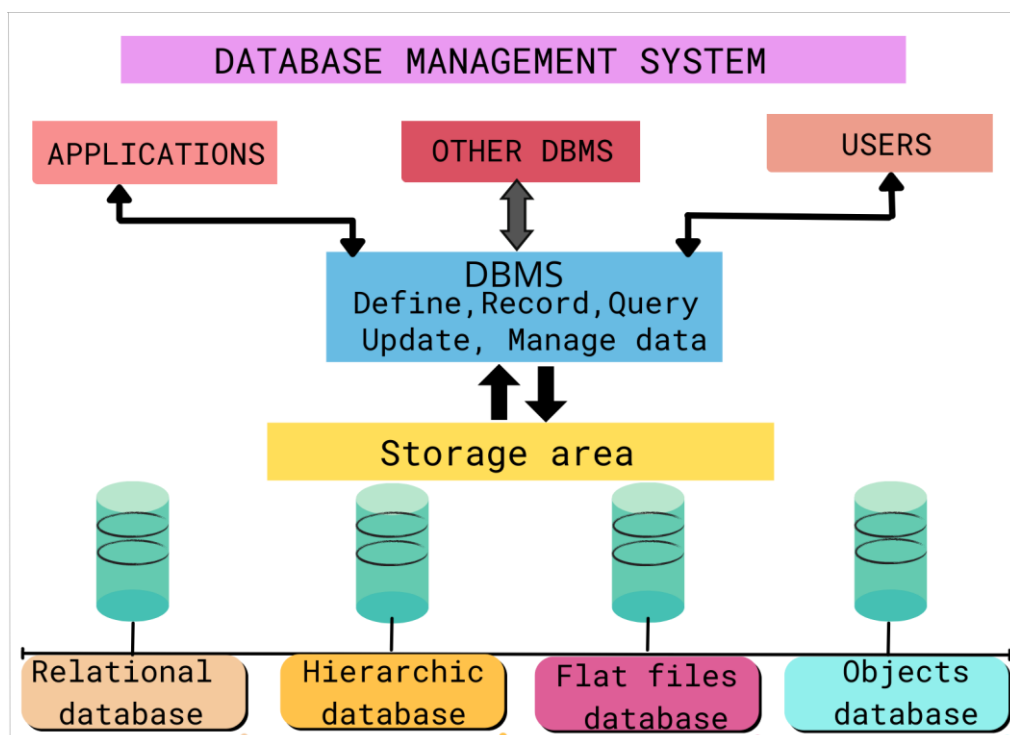 DATABASE MANAGEMENT SYSTEM
APPLICATIONS
OTHER DBMS
USERS
DBMS
Define,Record,Query
Update, Manage data
Storage area
Relational
database
Hierarchic
database
Flat files
database
Objects
database